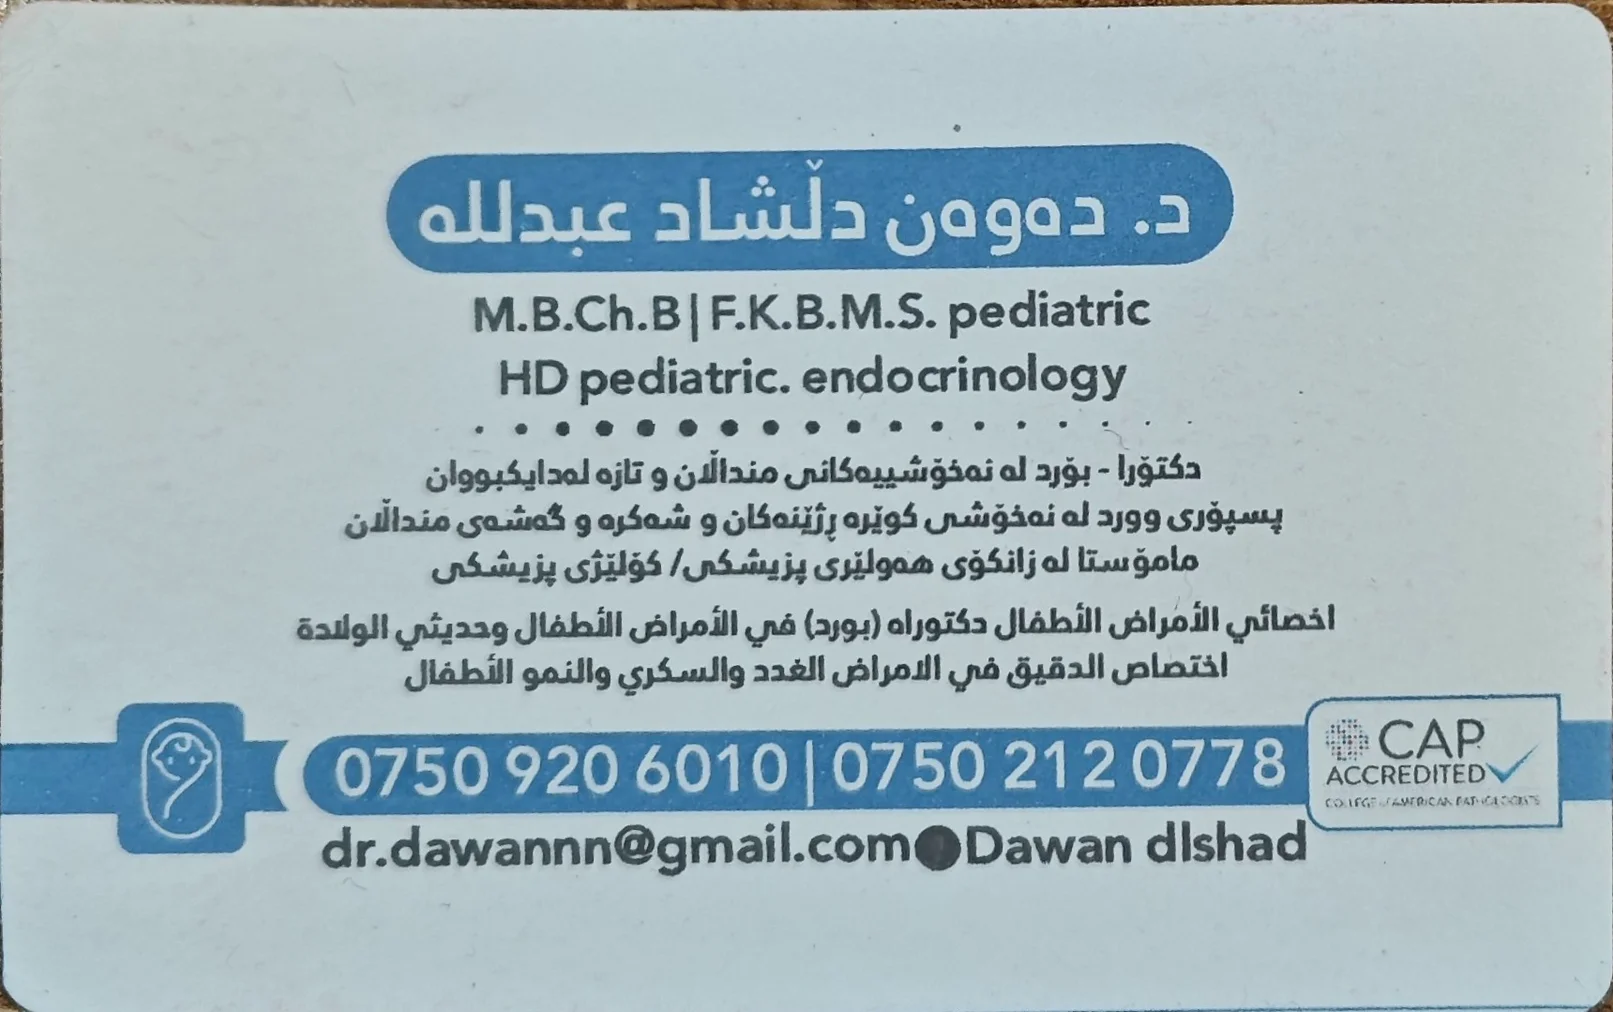 د. دەوەن دڵشاد عبدلله
M.B.Ch.B | F.K.B.M.S. pediatric
HD pediatric. endocrinology
دکتۆرا - بۆرد لە نەخۆشییەکانی منداڵان و تازە لەدایکبووان
پسپۆری وورد لە نەخۆشی کوێرە ڕژێنەکان و شەکرە و گەشەی منداڵان
مامۆستا لە زانکۆی هەولێری پزیشکی/ کۆلێژی پزیشکی
اخصائي الأمراض الأطفال دكتوراه (بورد) في الأمراض الأطفال وحديثي الولادة
اختصاص الدقيق في الامراض الغدد والسكري والنمو الأطفال
0750 920 6010 | 0750 212 0778
CAP
ACCREDITED
COLLEGE of AMERICAN PATHOLOGISTS
dr.dawannn@gmail.com●Dawan dlshad